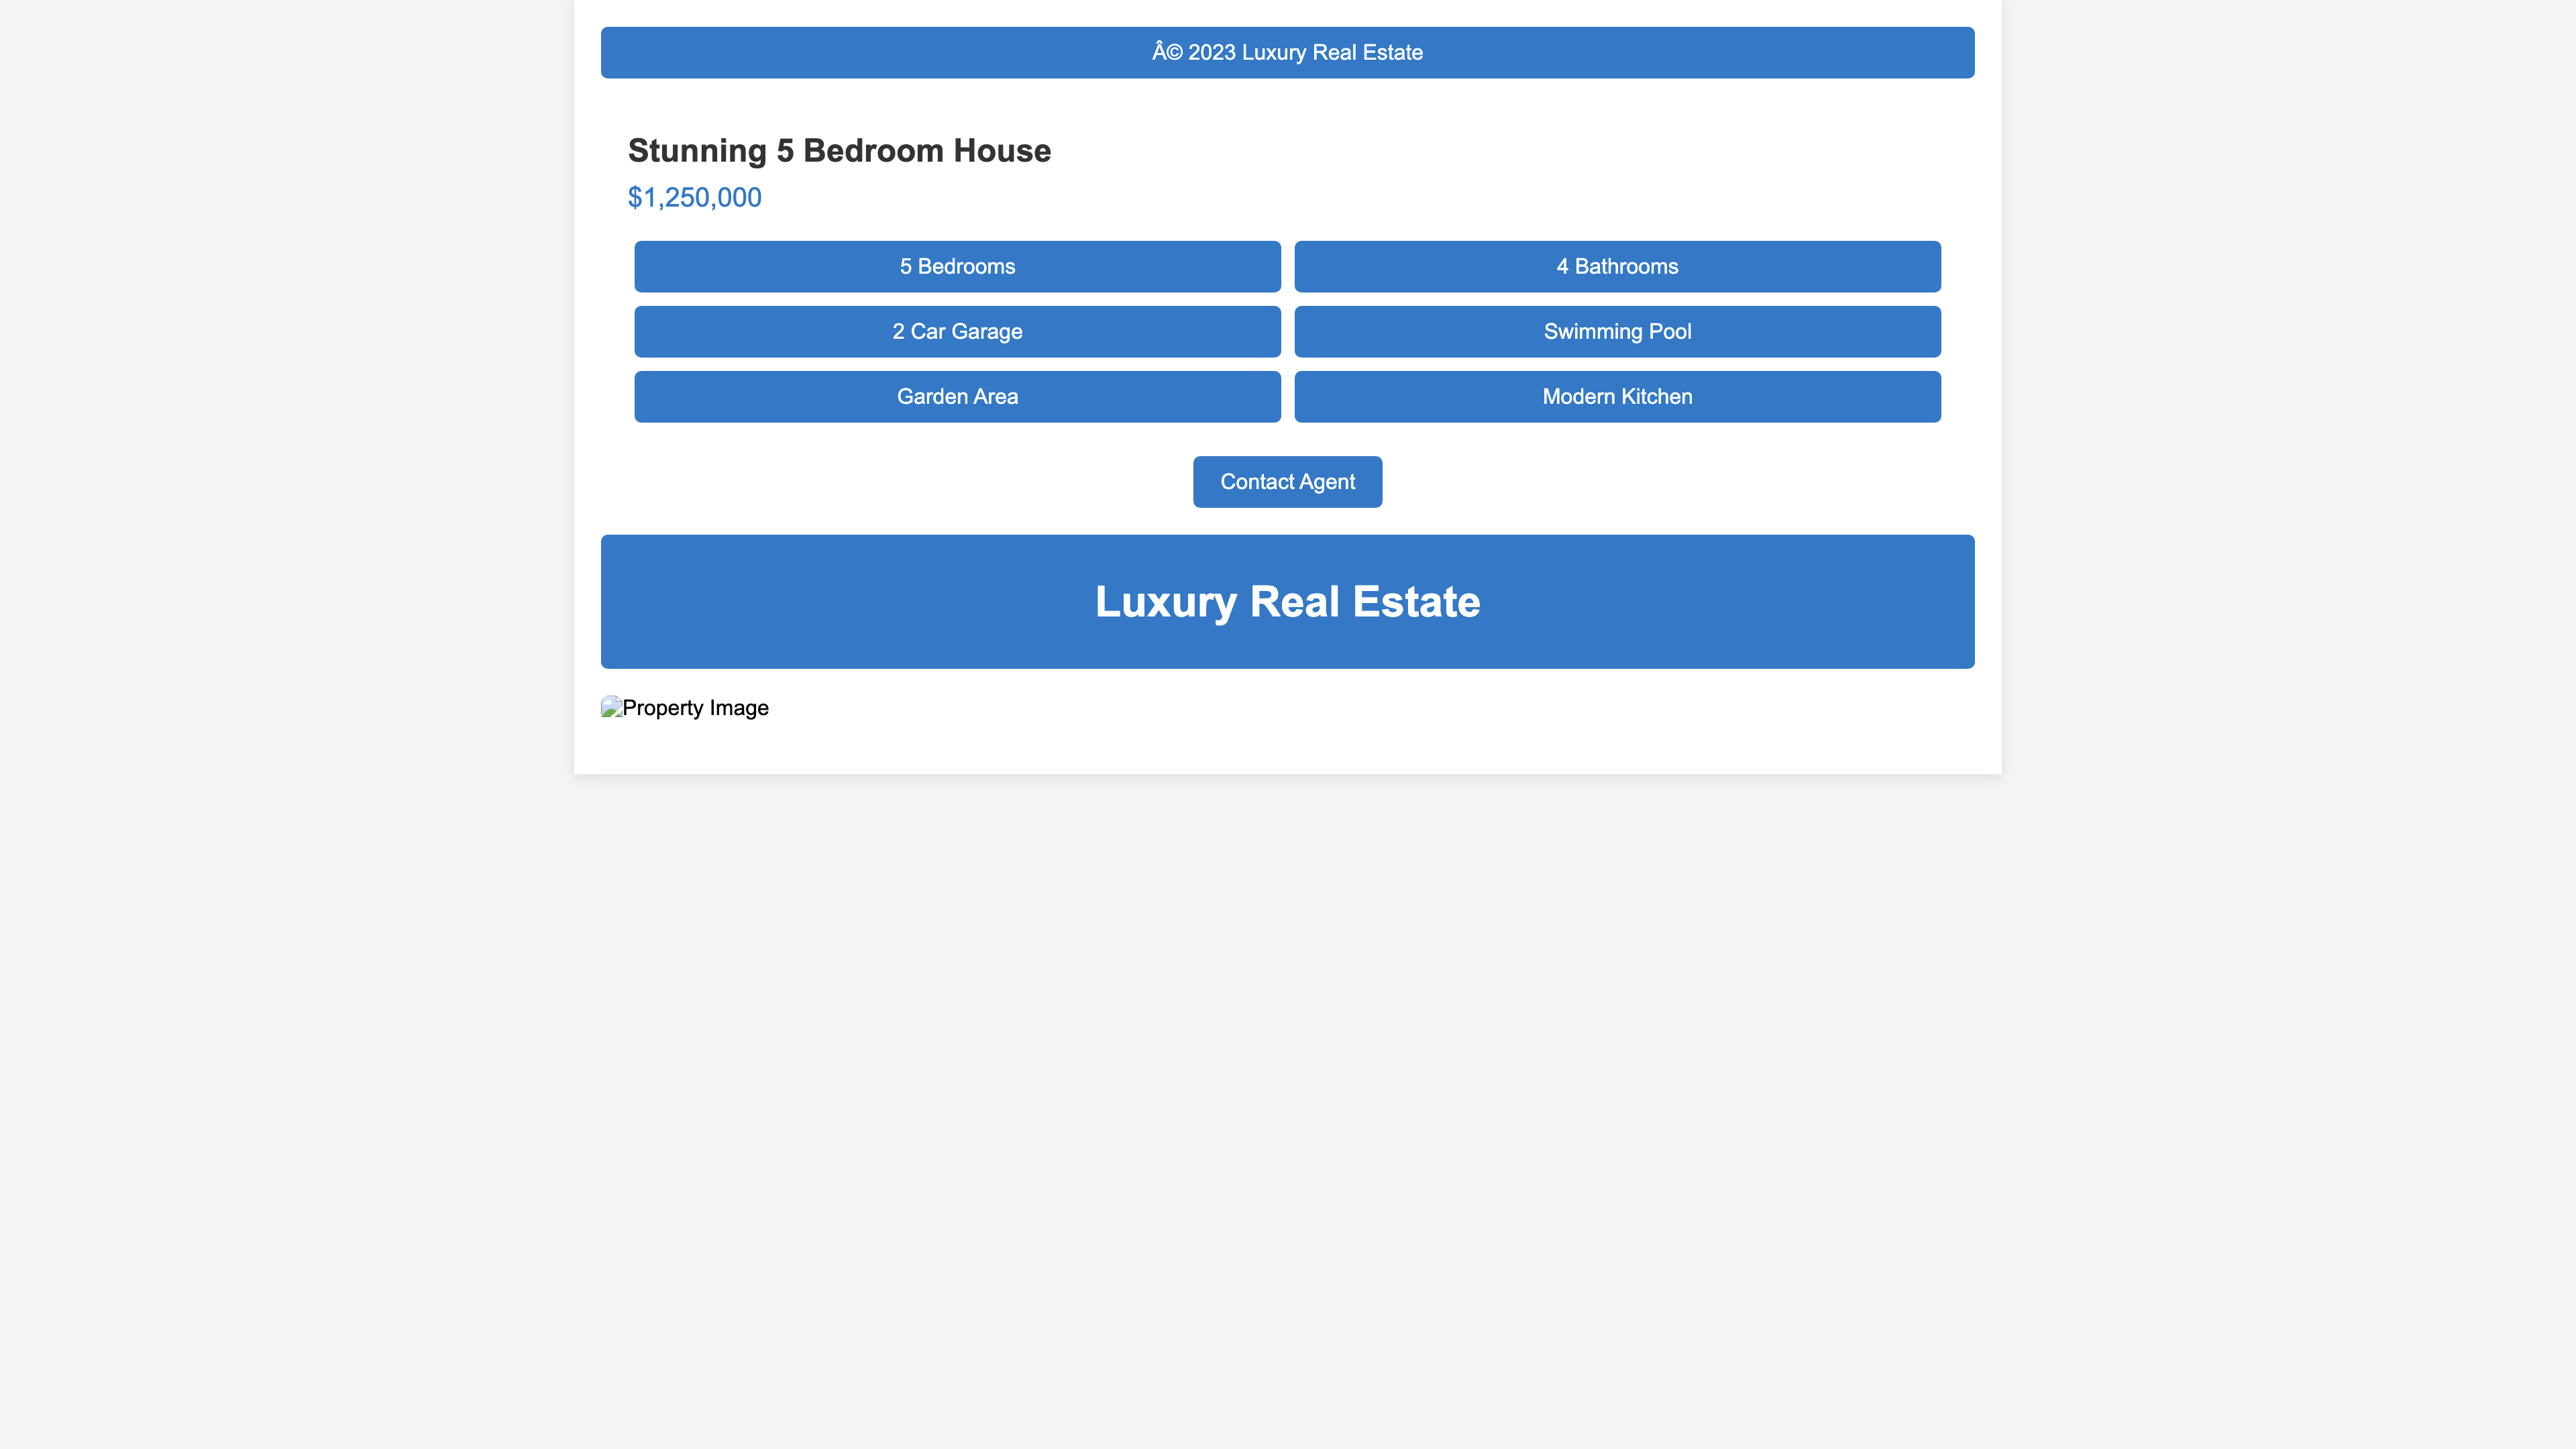 Â© 2023 Luxury Real Estate
Stunning 5 Bedroom House
$1,250,000
5 Bedrooms
4 Bathrooms
2 Car Garage
Swimming Pool
Garden Area
Modern Kitchen
Contact Agent
Luxury Real Estate
Property Image